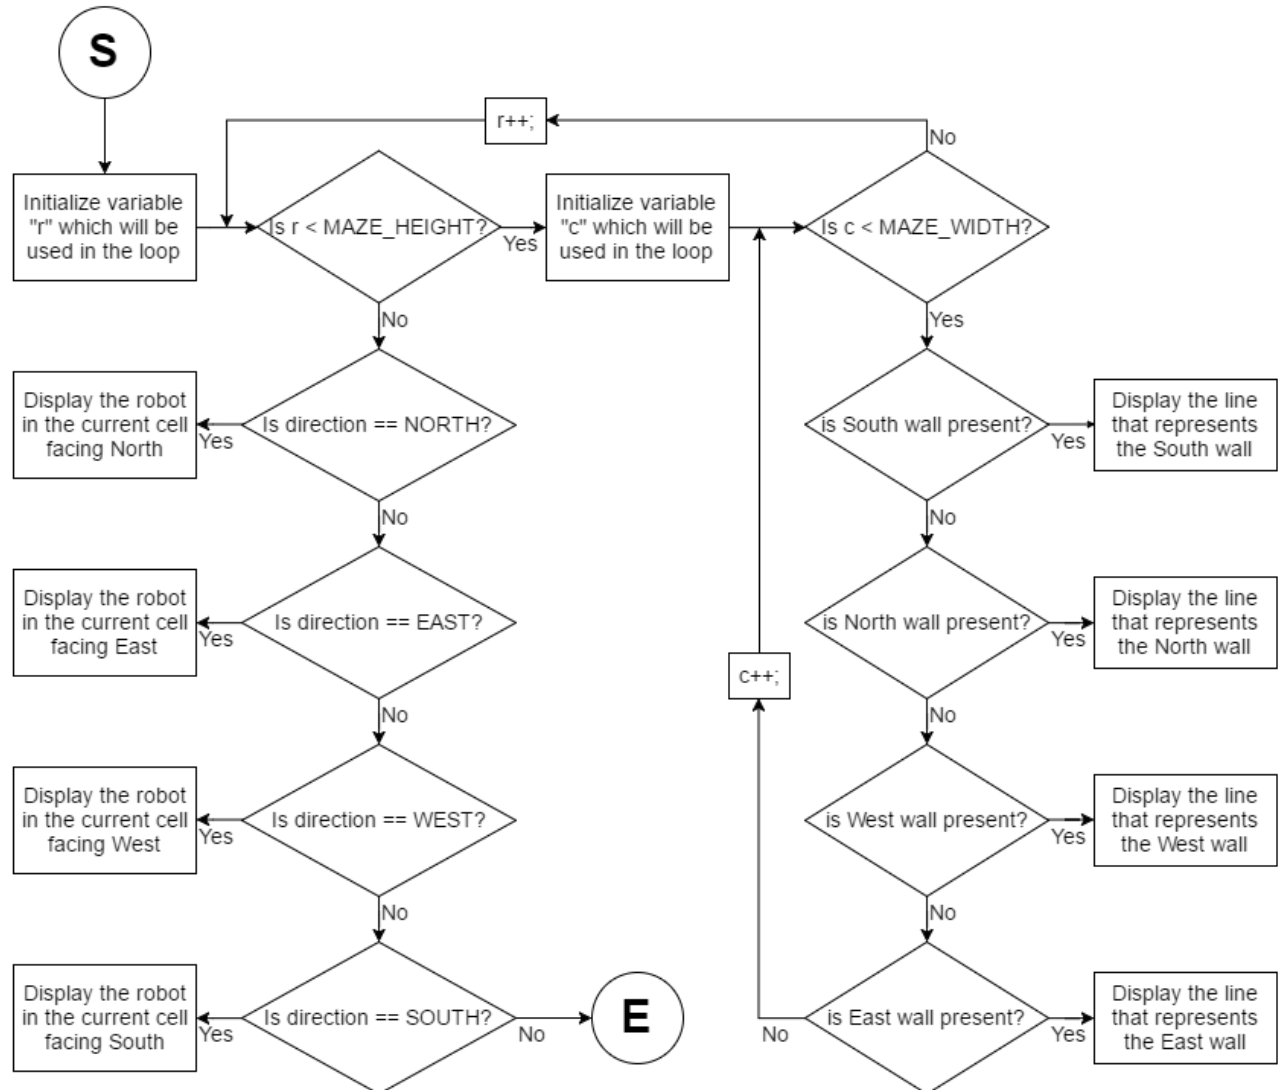 S
r++;
No
Initialize variable
"r" which will be
used in the loop
Is r < MAZE_HEIGHT?
Yes
Initialize variable
"c" which will be
used in the loop
Is c < MAZE_WIDTH?
No
Yes
Display the robot
in the current cell
facing North
Yes
Is direction == NORTH?
is South wall present?
Yes
Display the line
that represents
the South wall
No
No
Display the robot
in the current cell
facing East
Yes
Is direction == EAST?
is North wall present?
Yes
Display the line
that represents
the North wall
c++;
No
No
Display the robot
in the current cell
facing West
Yes
Is direction == WEST?
is West wall present?
Yes
Display the line
that represents
the West wall
No
No
Display the robot
in the current cell
facing South
Yes
Is direction == SOUTH?
No
E
No
is East wall present?
Yes
Display the line
that represents
the East wall